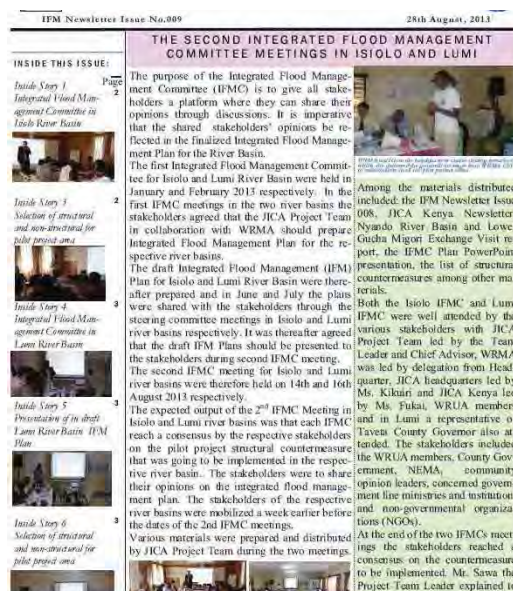 IFM Newsletter Issue No.009
28th August, 2013
THE SECOND INTEGRATED FLOOD MANAGEMENT
COMMITTEE MEETINGS IN ISIOLO AND LUMI
INSIDE THIS ISSUE:
Page
Inside Story 1 2
Integrated Flood Man-
agement Committee in
Isiolo River Basin
Inside Story 3 2
Selection of structural
and non-structural for
pilot project area
Inside Story 4 3
Integrated Flood Man-
agement Committee in
Lumi River Basin
Inside Story 5 3
Presentation of in draft
Lumi River Basin IFM
Plan
Inside Story 6 3
Selection of structural
and non-structural for
pilot project area
The purpose of the Integrated Flood Manage-
ment Committee (IFMC) is to give all stake-
holders a platform where they can share their
opinions through discussions. It is imperative
that the shared stakeholders' opinions be re-
flected in the finalized Integrated Flood Manage-
ment Plan for the River Basin.
The first Integrated Flood Management Commit-
tee for Isiolo and Lumi River Basin were held in
January and February 2013 respectively. In the
first IFMC meetings in the two river basins the
stakeholders agreed that the JICA Project Team
in collaboration with WRMA should prepare
Integrated Flood Management Plan for the re-
spective river basins.
The draft Integrated Flood Management (IFM)
Plan for Isiolo and Lumi River Basin were there-
after prepared and in June and July the plans
were shared with the stakeholders through the
steering committee meetings in Isiolo and Lumi
river basins respectively. It was thereafter agreed
that the draft IFM Plans should be presented to
the stakeholders during second IFMC meeting.
The second IFMC meeting for Isiolo and Lumi
river basins were therefore held on 14th and 16th
August 2013 respectively.
The expected output of the 2nd IFMC Meeting in
Isiolo and Lumi river basins was that each IFMC
reach a consensus by the respective stakeholders
on the pilot project structural countermeasure
that was going to be implemented in the respec-
tive river basin. The stakeholders were to share
their opinions on the integrated flood manage-
ment plan. The stakeholders of the respective
river basins were mobilized a week earlier before
the dates of the 2nd IFMC meetings.
Various materials were prepared and distributed
by JICA Project Team during the two meetings.
Among the materials distributed
included: the IFM Newsletter Issue
008, JICA Kenya Newsletter,
Nyando River Basin and Lower
Gucha Migori Exchange Visit re-
port, the IFMC Plan PowerPoint
presentation, the list of structural
countermeasures among other ma-
terials.
Both the Isiolo IFMC and Lumi
IFMC were well attended by the
various stakeholders with JICA
Project Team led by the Team
Leader and Chief Advisor, WRMA
was led by delegation from Head-
quarter, JICA headquarters led by
Ms. Kikuiri and JICA Kenya led
by Ms. Fukai, WRUA members
and in Lumi a representative of
Taveta County Governor also at-
tended. The stakeholders included
the WRUA members, County Gov-
ernment, NEMA, community
opinion leaders, concerned govern-
ment line ministries and institutions
and non-governmental organiza-
tions (NGOs).
At the end of the two IFMCs meet-
ings the stakeholders reached a
consensus on the countermeasure
to be implemented. Mr. Sawa the
Project Team Leader explained to